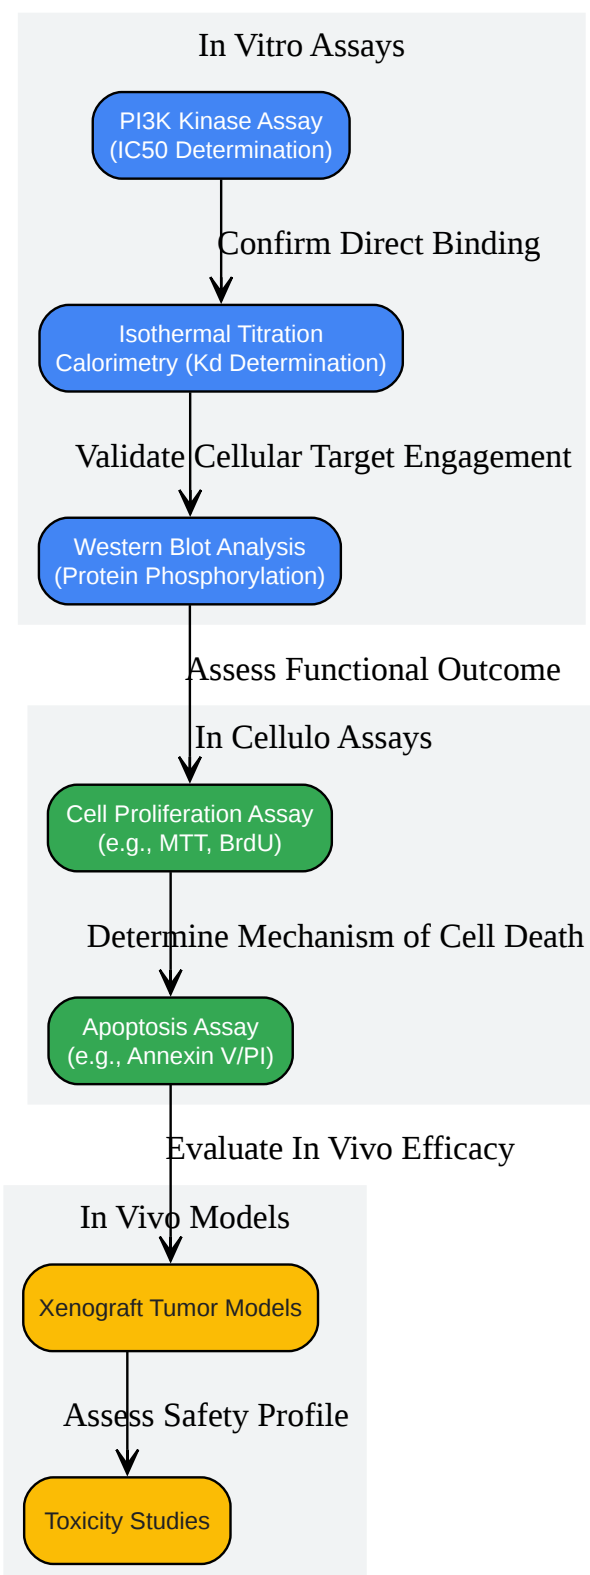 In Vitro Assays
PI3K Kinase Assay
(IC50 Determination)
Confirm Direct Binding
Isothermal Titration
Calorimetry (Kd Determination)
Validate Cellular Target Engagement
Western Blot Analysis
(Protein Phosphorylation)
Assess Functional Outcome
In Cellulo Assays
Cell Proliferation Assay
(e.g., MTT, BrdU)
Determine Mechanism of Cell Death
Apoptosis Assay
(e.g., Annexin V/PI)
Evaluate In Vivo Efficacy
In Vivo Models
Xenograft Tumor Models
Assess Safety Profile
Toxicity Studies